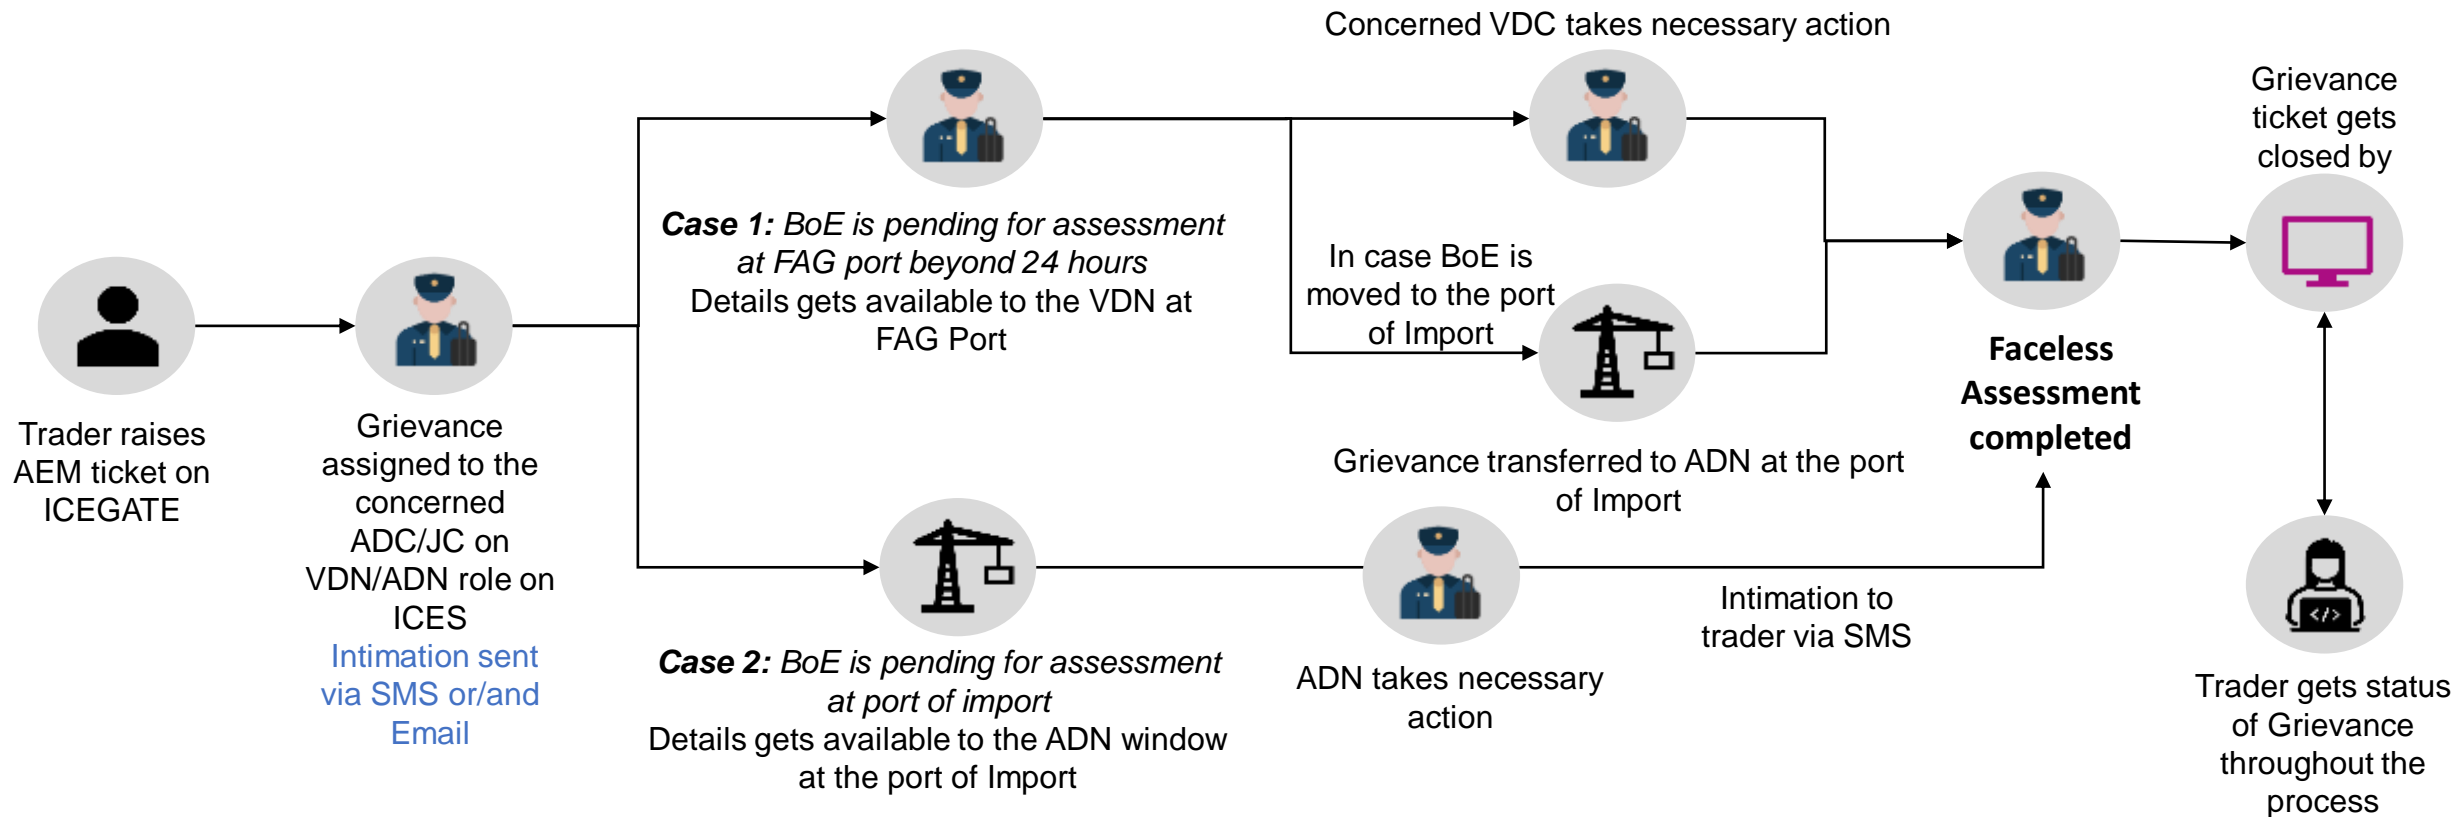 Trader raises
AEM ticket on
ICEGATE
Grievance
assigned to the
concerned
ADC/JC on
VDN/ADN role on
ICES
Intimation sent
via SMS or/and
Email
Case 1: BoE is pending for assessment
at FAG port beyond 24 hours
Details gets available to the VDN at
FAG Port
Case 2: BoE is pending for assessment
at port of import
Details gets available to the ADN window
at the port of Import
Concerned VDC takes necessary action
In case BoE is
moved to the port
of Import
Grievance transferred to ADN at the port
of Import
ADN takes necessary
action
Intimation to
trader via SMS
Faceless
Assessment
completed
Grievance
ticket gets
closed by
</>
Trader gets status
of Grievance
throughout the
process